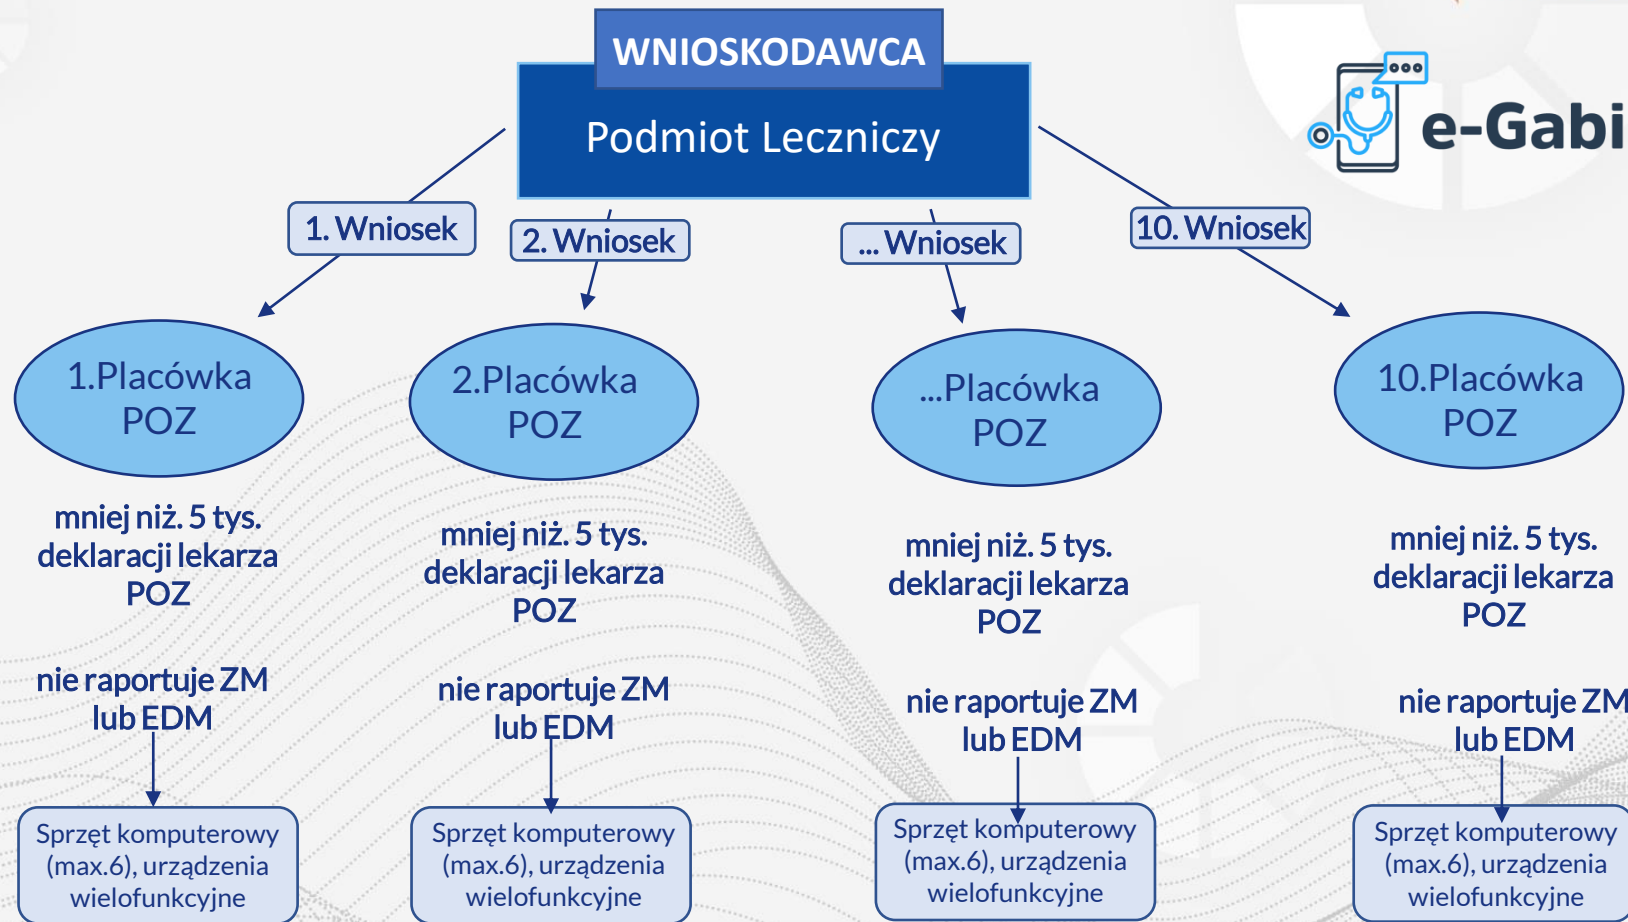 WNIOSKODAWCA
Podmiot Leczniczy
e-Gabi
1. Wniosek
2. Wniosek
... Wniosek
10. Wniosek
1.Placówka
POZ
2.Placówka
POZ
...Placówka
POZ
10.Placówka
POZ
mniej niż. 5 tys.
deklaracji lekarza
POZ
mniej niż. 5 tys.
deklaracji lekarza
POZ
mniej niż. 5 tys.
deklaracji lekarza
POZ
mniej niż. 5 tys.
deklaracji lekarza
POZ
nie raportuje ZM
lub EDM
nie raportuje ZM
lub EDM
nie raportuje ZM
lub EDM
nie raportuje ZM
lub EDM
Sprzęt komputerowy
(max.6), urządzenia
wielofunkcyjne
Sprzęt komputerowy
(max.6), urządzenia
wielofunkcyjne
Sprzęt komputerowy
(max.6), urządzenia
wielofunkcyjne
Sprzęt komputerowy
(max.6), urządzenia
wielofunkcyjne